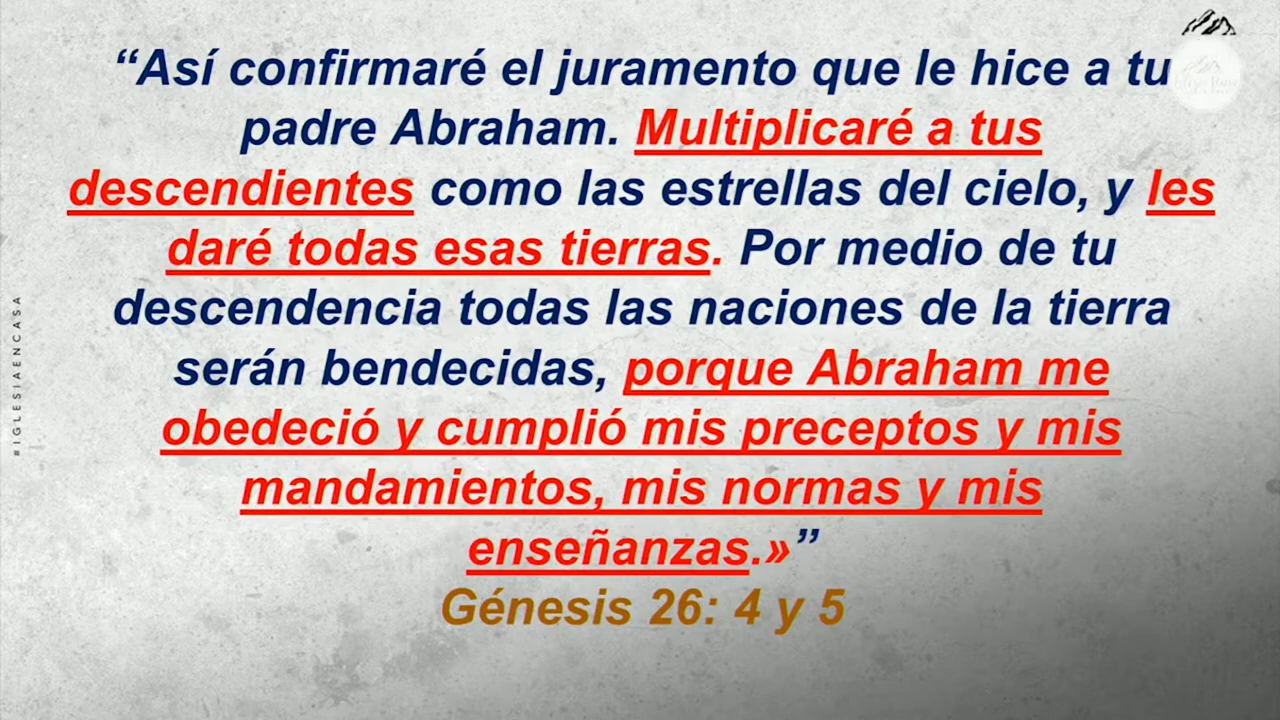 “Así confirmaré el juramento que le hice a tu
padre Abraham. Multiplicaré a tus
descendientes como las estrellas del cielo, y les
daré todas esas tierras. Por medio de tu
descendencia todas las naciones de la tierra
serán bendecidas, porque Abraham me
obedeció y cumplió mis preceptos y mis
mandamientos, mis normas y mis
enseñanzas.»”
Génesis 26: 4 y 5
#IGLESIAENCASA